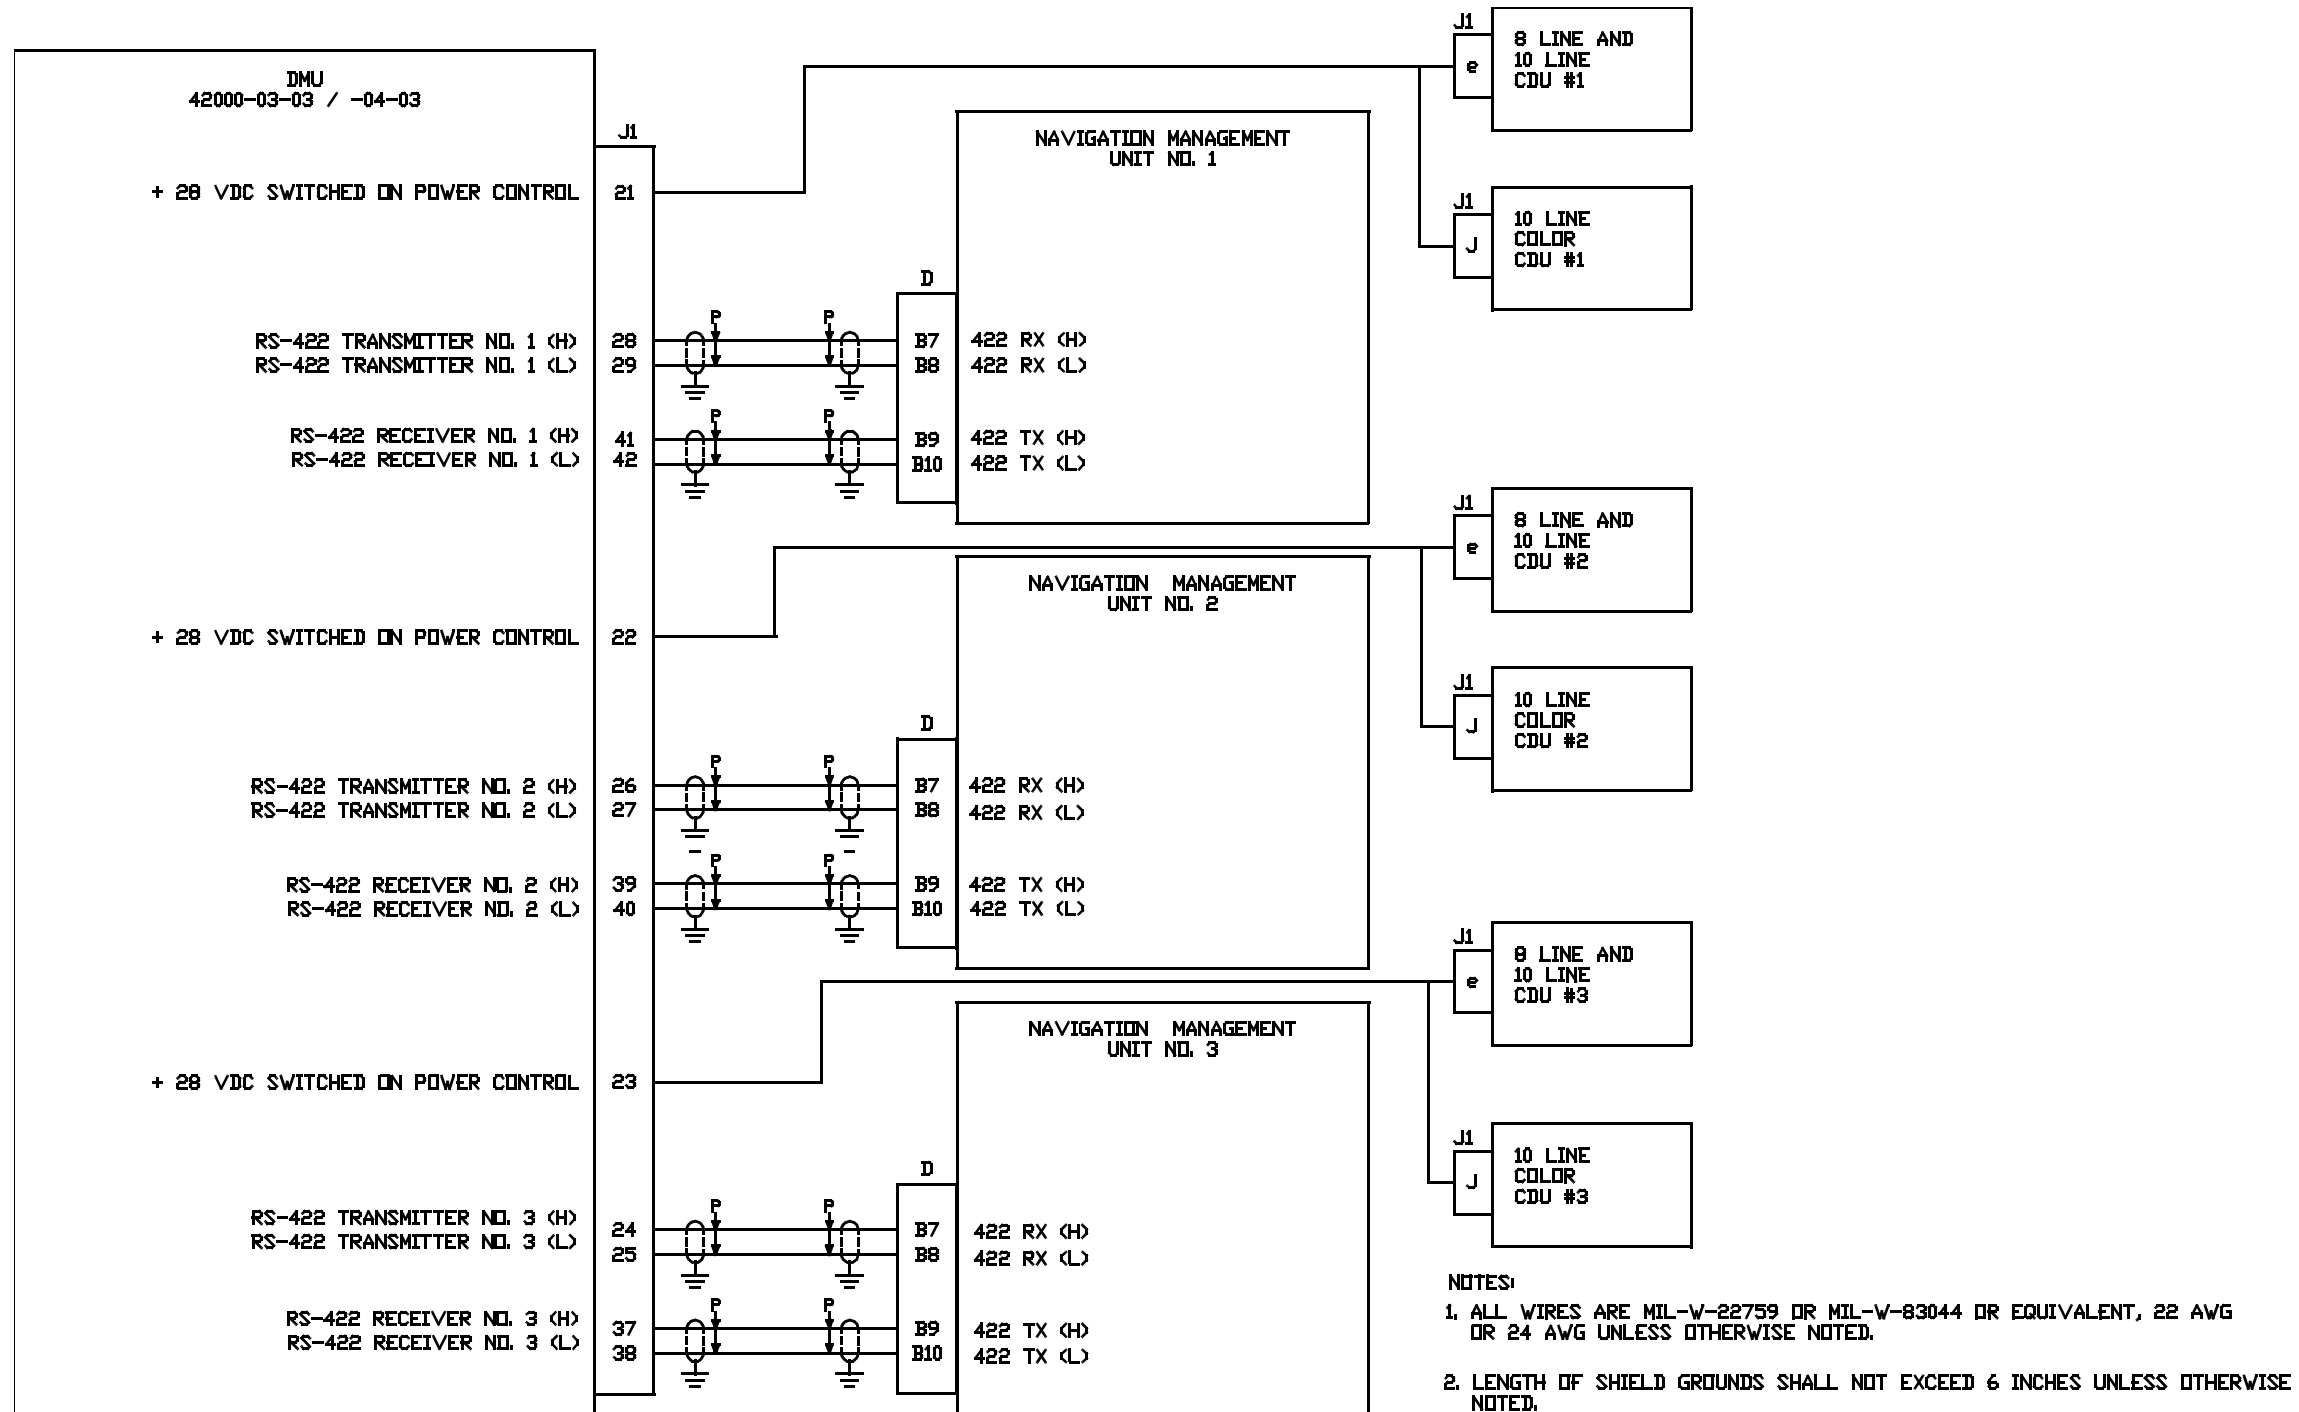 DMU
42000-03-03 / -04-03
J1
+ 28 VDC SWITCHED ON POWER CONTROL 21
RS-422 TRANSMITTER NO. 1 (H) 28
RS-422 TRANSMITTER NO. 1 (L) 29
RS-422 RECEIVER NO. 1 (H) 41
RS-422 RECEIVER NO. 1 (L) 42
P P
P P
D
B7 422 RX (H)
B8 422 RX (L)
B9 422 TX (H)
B10 422 TX (L)
NAVIGATION MANAGEMENT
UNIT NO. 1
J1
e
8 LINE AND
10 LINE
CDU #1
J1
J
10 LINE
COLOR
CDU #1
+ 28 VDC SWITCHED ON POWER CONTROL 22
RS-422 TRANSMITTER NO. 2 (H) 26
RS-422 TRANSMITTER NO. 2 (L) 27
RS-422 RECEIVER NO. 2 (H) 39
RS-422 RECEIVER NO. 2 (L) 40
P P
P P
D
B7 422 RX (H)
B8 422 RX (L)
B9 422 TX (H)
B10 422 TX (L)
NAVIGATION MANAGEMENT
UNIT NO. 2
J1
e
8 LINE AND
10 LINE
CDU #2
J1
J
10 LINE
COLOR
CDU #2
+ 28 VDC SWITCHED ON POWER CONTROL 23
RS-422 TRANSMITTER NO. 3 (H) 24
RS-422 TRANSMITTER NO. 3 (L) 25
RS-422 RECEIVER NO. 3 (H) 37
RS-422 RECEIVER NO. 3 (L) 38
P P
P P
D
B7 422 RX (H)
B8 422 RX (L)
B9 422 TX (H)
B10 422 TX (L)
NAVIGATION MANAGEMENT
UNIT NO. 3
J1
e
8 LINE AND
10 LINE
CDU #3
J1
J
10 LINE
COLOR
CDU #3
NOTES:
1. ALL WIRES ARE MIL-W-22759 OR MIL-W-83044 OR EQUIVALENT, 22 AWG
OR 24 AWG UNLESS OTHERWISE NOTED.
2. LENGTH OF SHIELD GROUNDS SHALL NOT EXCEED 6 INCHES UNLESS OTHERWISE
NOTED.